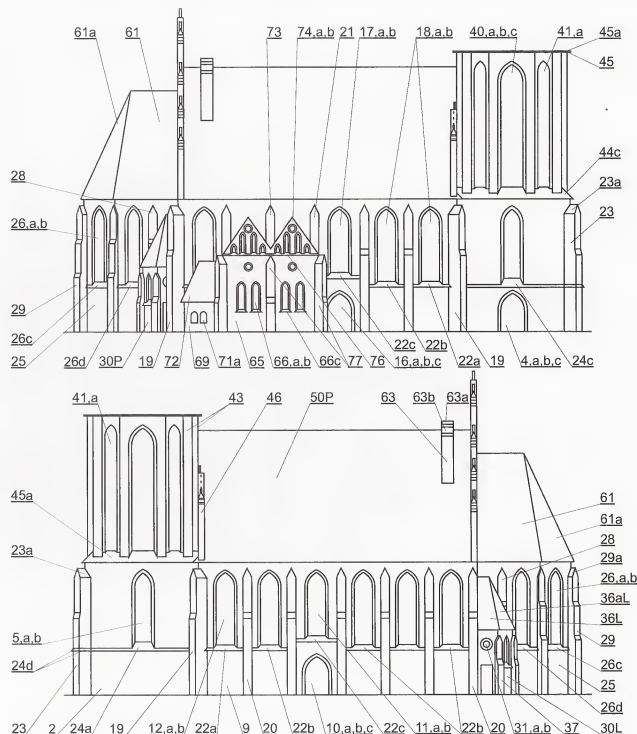 61a 61 73 74,a,b 21 17,a,b 18,a,b 40,a,b,c 41,a 45a
45
44c
28
23a
26,a,b
23
29
26c
22c 22b
25
26d 30P 19 72 69 71a 65 66,a,b 66c 77 76 16,a,b,c 22a 19 4,a,b,c 24c
41,a 43 46 50P 63 63b 63a
61
61a
45a
28
23a
29a
26,a,b
36aL
36L
5,a,b
29
24d
26c
25
26d
23 2 24a 19 12,a,b 22a 9 20 22b 10,a,b,c 22c 11,a,b 22b 20 31,a,b 37 30L